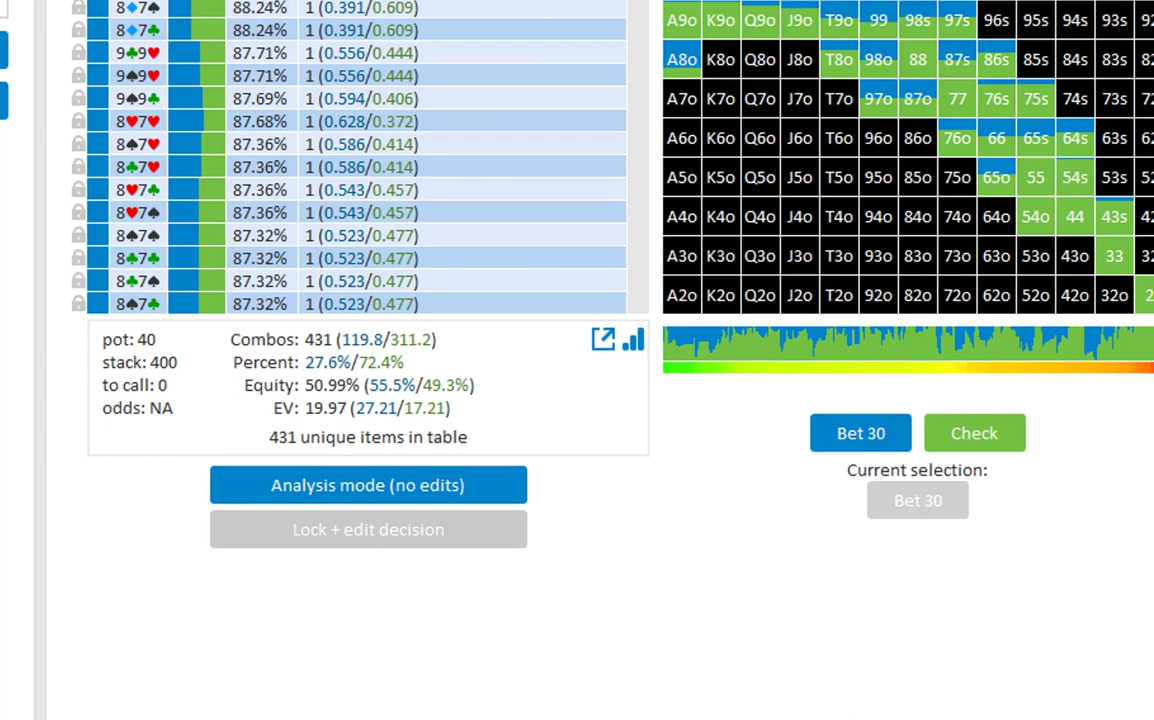 8♦7♠ 88.24% 1 (0.391/0.609)
8♦7♣ 88.24% 1 (0.391/0.609)
9♣9♥ 87.71% 1 (0.556/0.444)
9♠9♥ 87.71% 1 (0.556/0.444)
9♠9♣ 87.69% 1 (0.594/0.406)
8♥7♥ 87.68% 1 (0.628/0.372)
8♠7♥ 87.36% 1 (0.586/0.414)
8♣7♥ 87.36% 1 (0.586/0.414)
8♥7♣ 87.36% 1 (0.543/0.457)
8♥7♠ 87.36% 1 (0.543/0.457)
8♠7♠ 87.32% 1 (0.523/0.477)
8♣7♣ 87.32% 1 (0.523/0.477)
8♣7♠ 87.32% 1 (0.523/0.477)
8♠7♣ 87.32% 1 (0.523/0.477)
pot: 40 Combos: 431 (119.8/311.2)
stack: 400 Percent: 27.6%/72.4%
to call: 0 Equity: 50.99% (55.5%/49.3%)
odds: NA EV: 19.97 (27.21/17.21)
431 unique items in table
Analysis mode (no edits)
Lock + edit decision
A9o K9o Q9o J9o T9o 99 98s 97s 96s 95s 94s 93s 92
A8o K8o Q8o J8o T8o 98o 88 87s 86s 85s 84s 83s 82
A7o K7o Q7o J7o T7o 97o 87o 77 76s 75s 74s 73s 72
A6o K6o Q6o J6o T6o 96o 86o 76o 66 65s 64s 63s 62
A5o K5o Q5o J5o T5o 95o 85o 75o 65o 55 54s 53s 52
A4o K4o Q4o J4o T4o 94o 84o 74o 64o 54o 44 43s 42
A3o K3o Q3o J3o T3o 93o 83o 73o 63o 53o 43o 33 32
A2o K2o Q2o J2o T2o 92o 82o 72o 62o 52o 42o 32o 2
Bet 30 Check
Current selection:
Bet 30